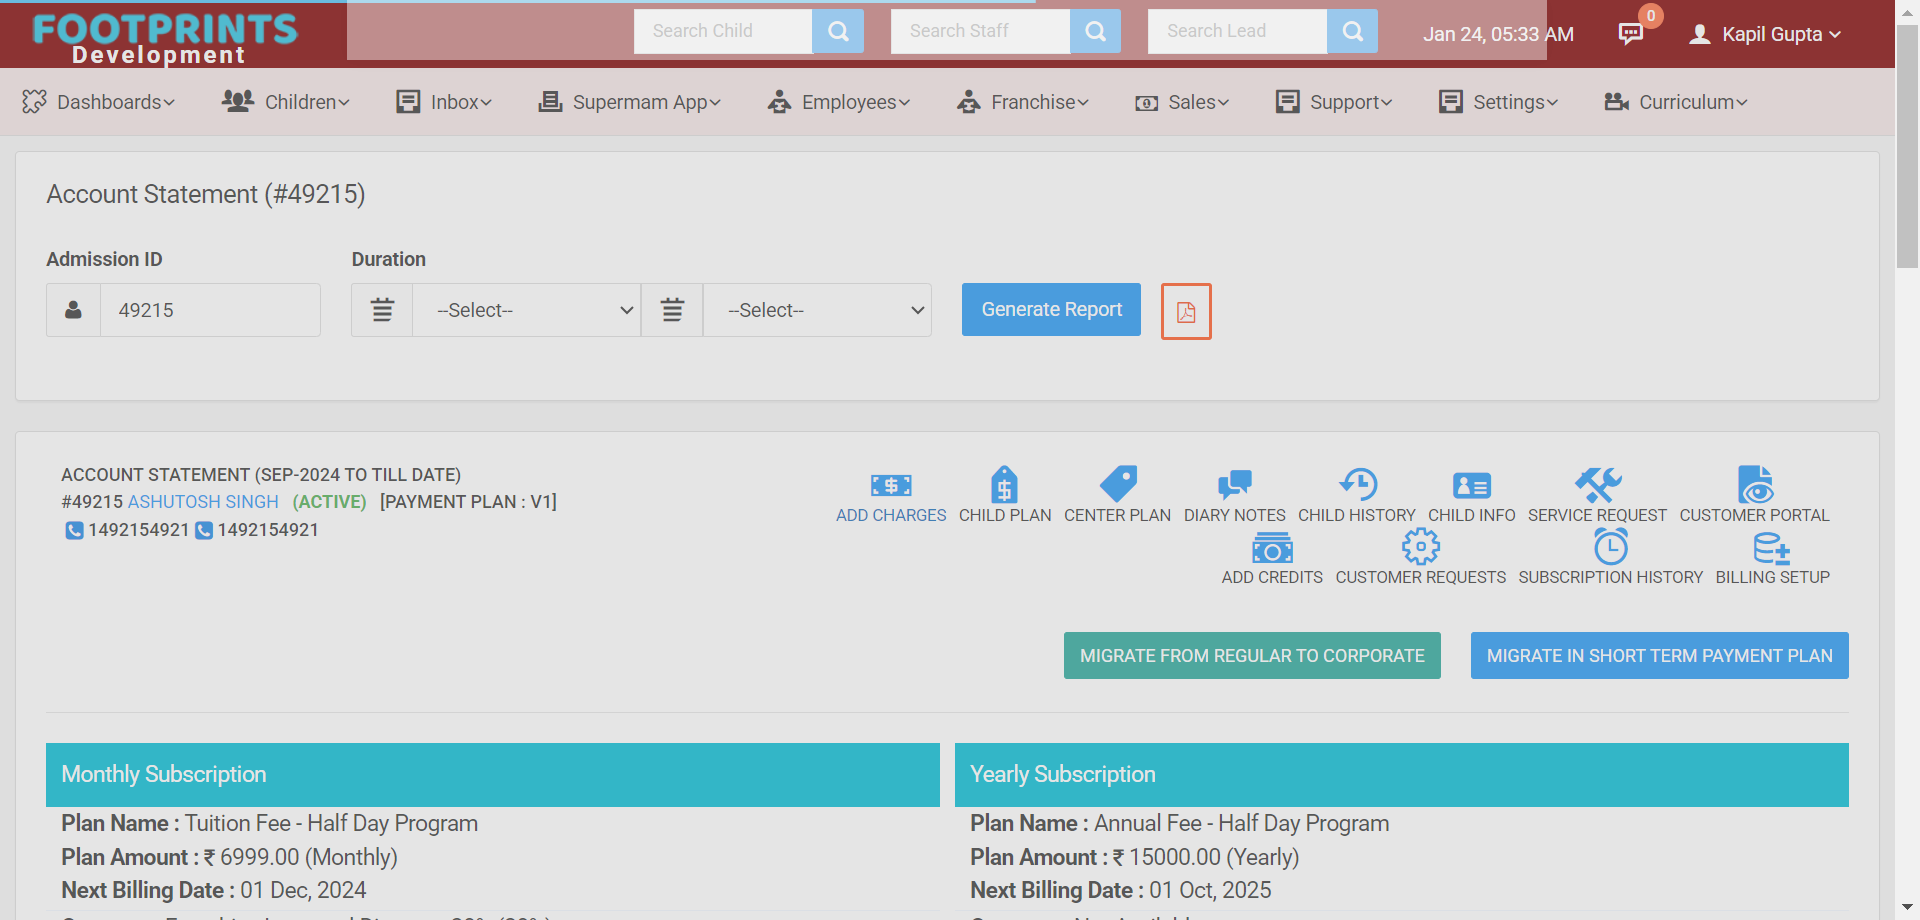 FOOTPRINTS
Development
Search Child
Search Staff
Search Lead
Jan 24, 05:33 AM
0
Kapil Gupta
Dashboards
Children
Inbox
Supermam App
Employees
Franchise
Sales
Support
Settings
Curriculum
Account Statement (#49215)
Admission ID
Duration
49215
--Select--
--Select--
Generate Report
ACCOUNT STATEMENT (SEP-2024 TO TILL DATE)
#49215 ASHUTOSH SINGH (ACTIVE) [PAYMENT PLAN : V1]
1492154921 1492154921
ADD CHARGES
CHILD PLAN
CENTER PLAN
DIARY NOTES
CHILD HISTORY
CHILD INFO
SERVICE REQUEST
CUSTOMER PORTAL
ADD CREDITS
CUSTOMER REQUESTS
SUBSCRIPTION HISTORY
BILLING SETUP
MIGRATE FROM REGULAR TO CORPORATE
MIGRATE IN SHORT TERM PAYMENT PLAN
Monthly Subscription
Plan Name : Tuition Fee - Half Day Program
Plan Amount : ₹ 6999.00 (Monthly)
Next Billing Date : 01 Dec, 2024
Yearly Subscription
Plan Name : Annual Fee - Half Day Program
Plan Amount : ₹ 15000.00 (Yearly)
Next Billing Date : 01 Oct, 2025